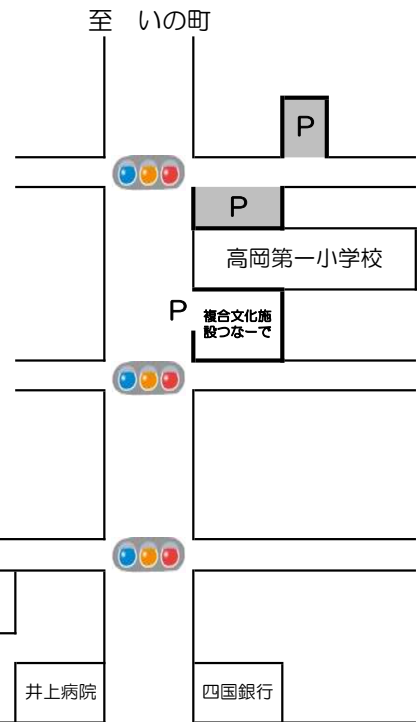 至 いの町
P
P
高岡第一小学校
P
複合文化施
設つなーで
井上病院
四国銀行